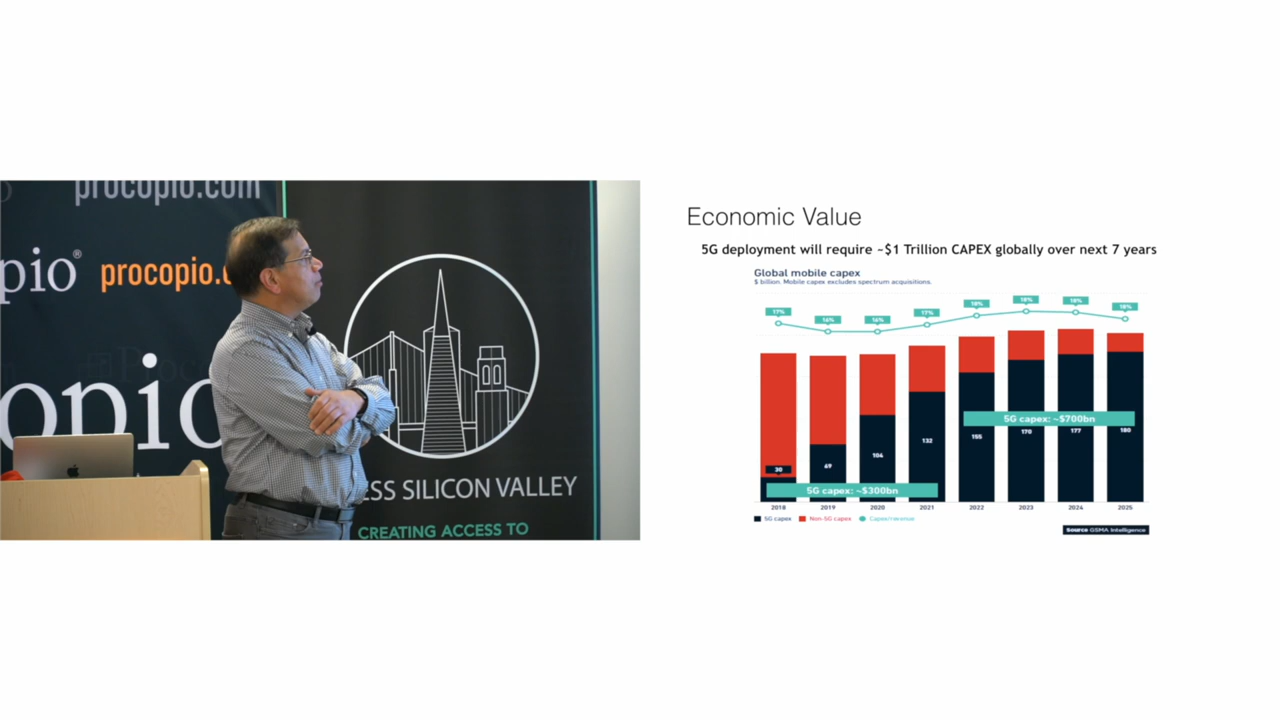 procopio.com
pio®
procopio.c
opio
ESS SILICON VALLEY
CREATING ACCESS TO
Economic Value
5G deployment will require ~$1 Trillion CAPEX globally over next 7 years
Global mobile capex
$ billion. Mobile capex excludes spectrum acquisitions.
17% 16% 16% 17% 18% 18% 18% 18%
30 69 104 132 155 170 177 180
5G capex: ~$700bn
5G capex: ~$300bn
2018 2019 2020 2021 2022 2023 2024 2025
5G capex Non-5G capex Capex/revenue
Source GSMA Intelligence